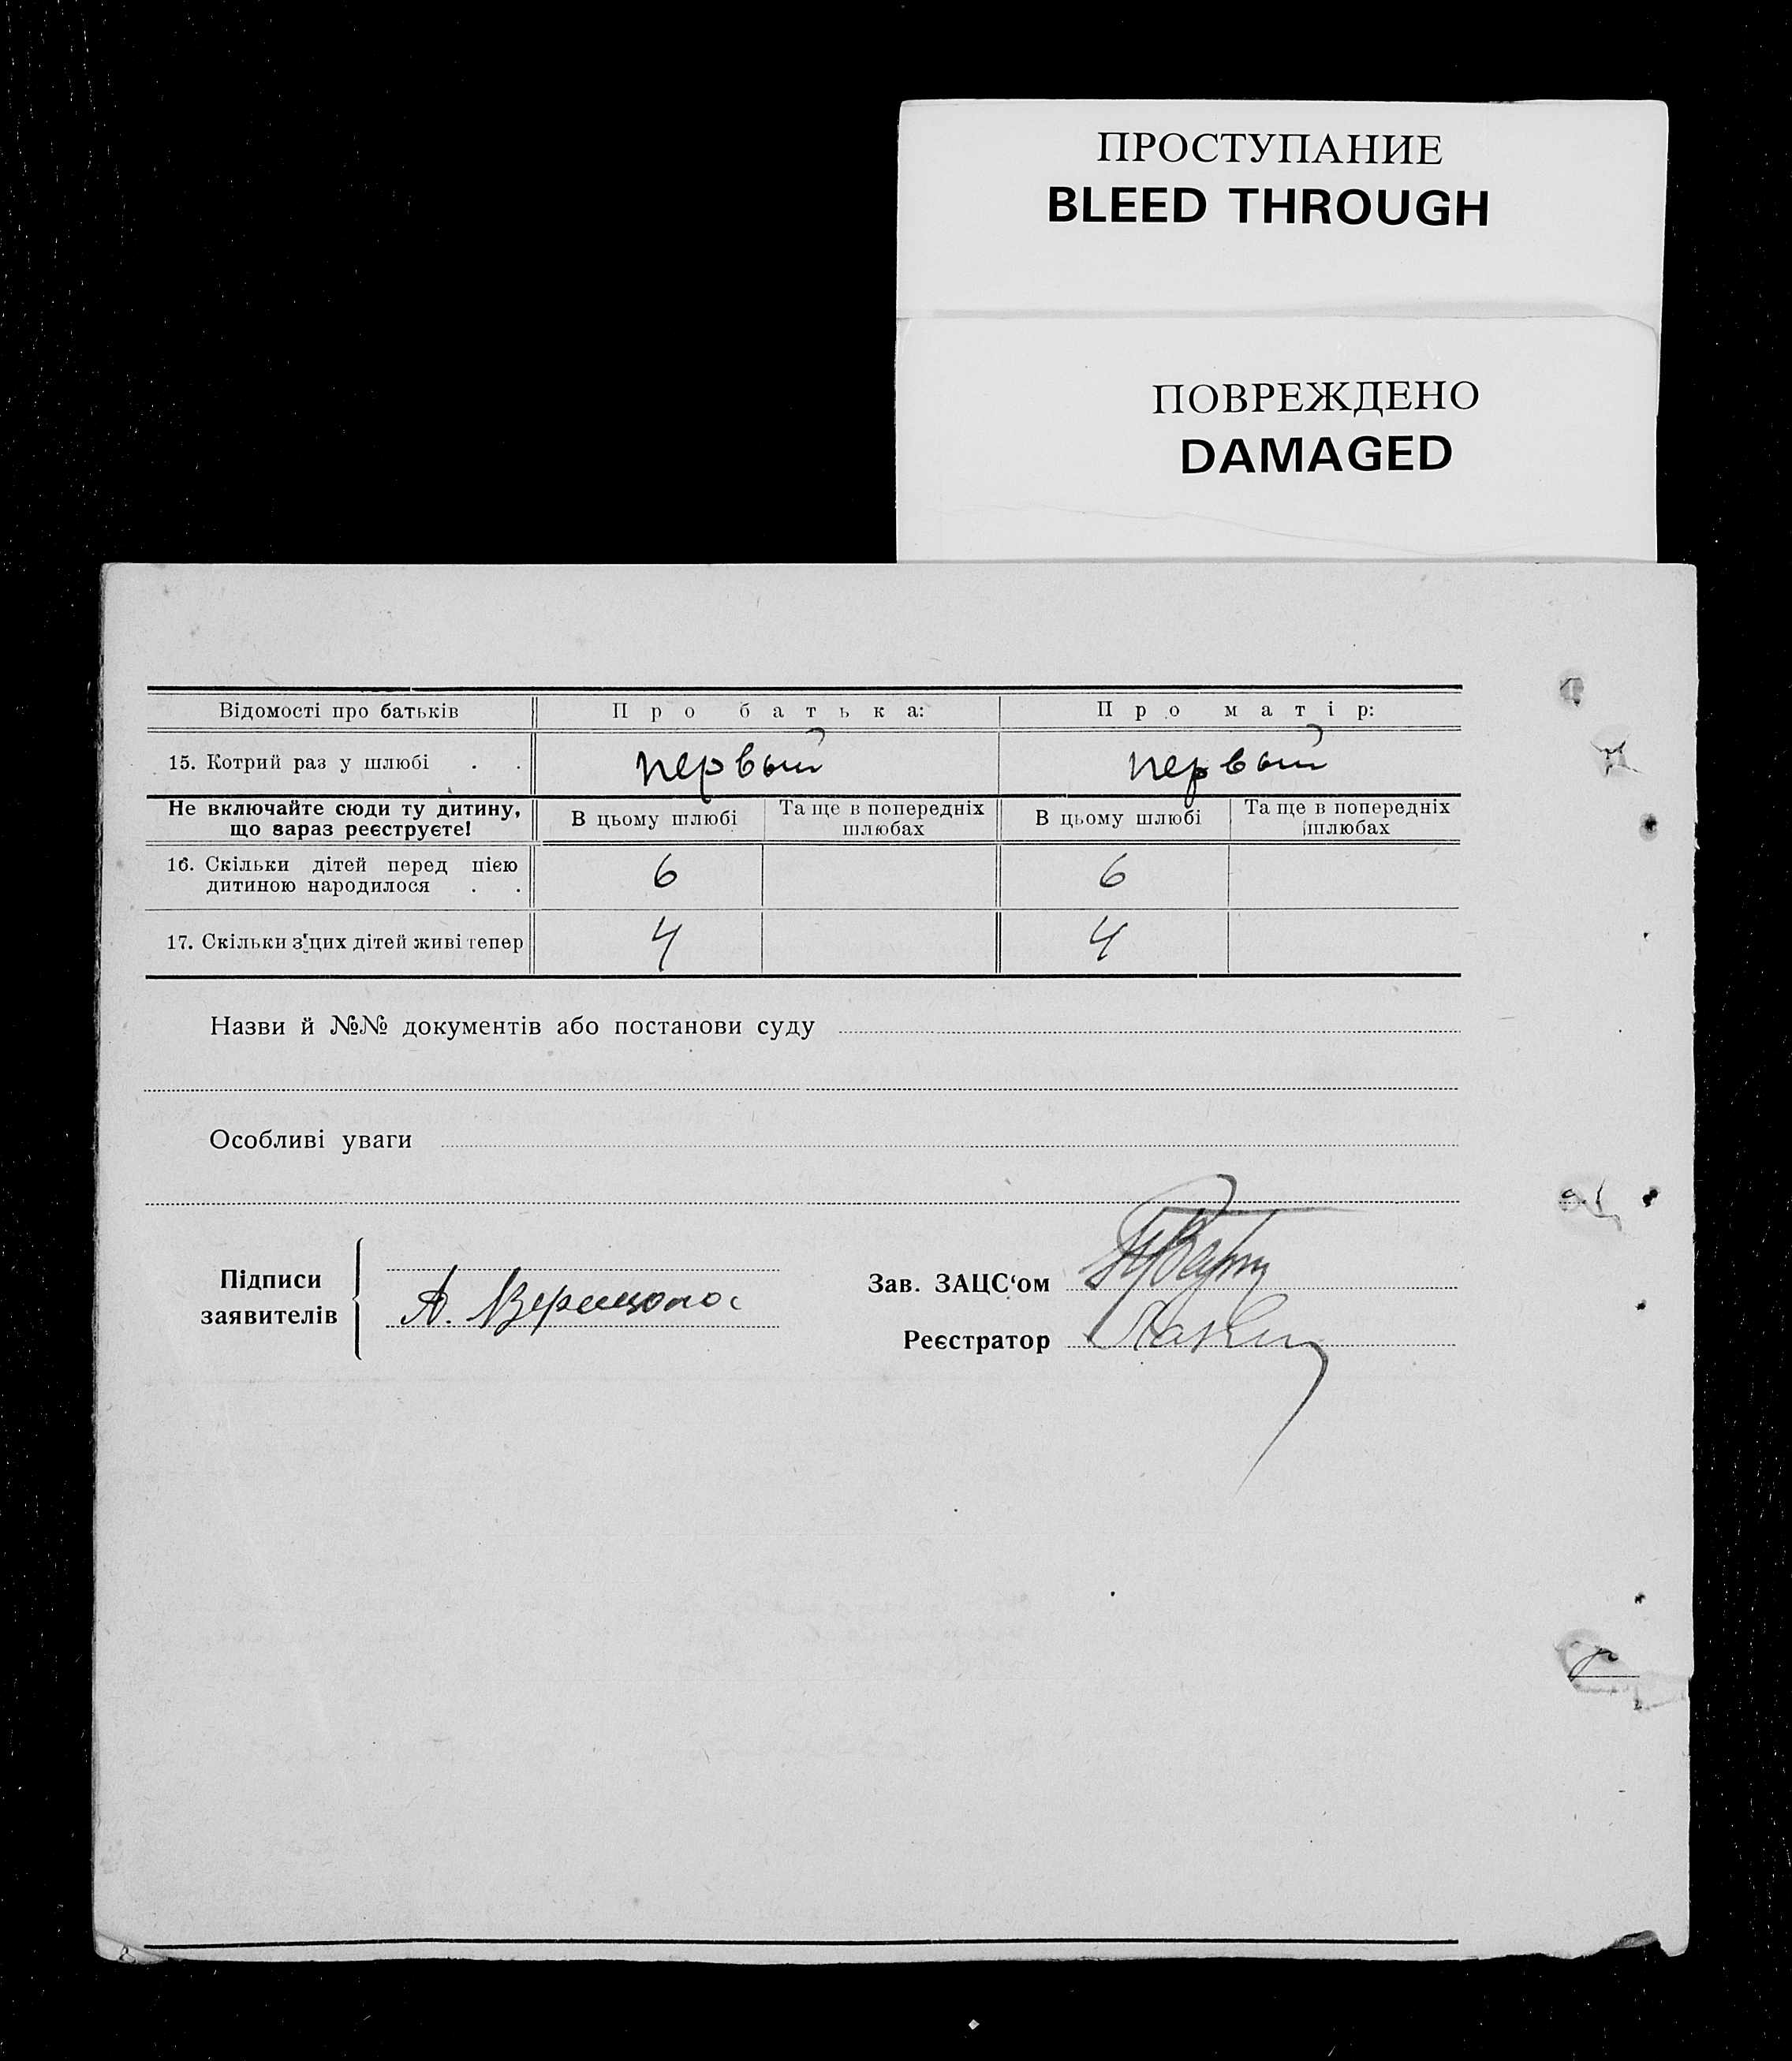 ПРОСТУПАНИЕ
BLEED THROUGH
ПОВРЕЖДЕНО
DAMAGED
Відомості про батьків Про батька: Про матір:
15. Котрий раз у шлюбі . . первый первый
Не включайте сюди ту дитину, що зараз реєструєте! В цьому шлюбі Та ще в попередніх шлюбах В цьому шлюбі Та ще в попередніх шлюбах
16. Скільки дітей перед цією дитиною народилося . . 6 6
17. Скільки з цих дітей живі тепер 4 4
Назви й №№ документів або постанови суду
Особливі уваги
Підписи заявителів А.
Зав. ЗАЦС‘ом
Реєстратор